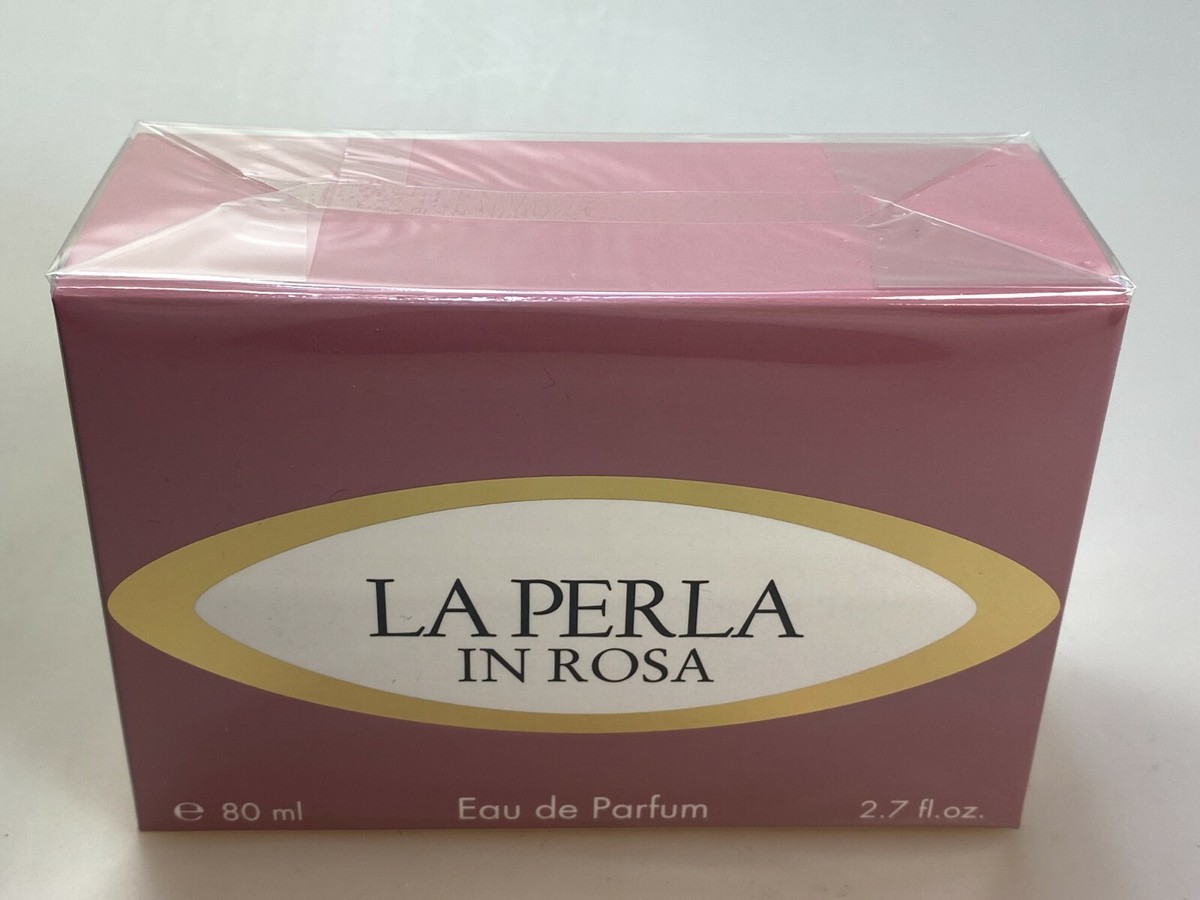 LA PERLA
IN ROSA
℮ 80 ml Eau de Parfum 2.7 fl.oz.